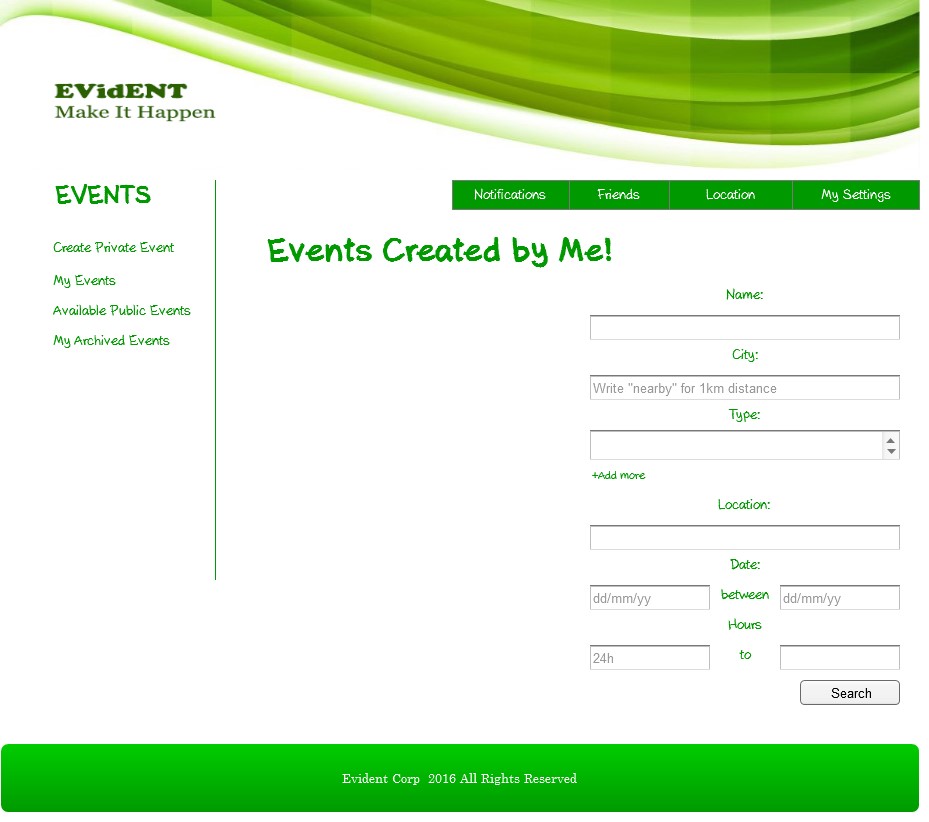 EVidENT
Make It Happen
EVENTS
Notifications Friends Location My Settings
Create Private Event
My Events
Available Public Events
My Archived Events
Events Created by Me!
Name:
City:
Write "nearby" for 1km distance
Type:
+Add more
Location:
Date:
dd/mm/yy between dd/mm/yy
Hours
24h to
Search
Evident Corp 2016 All Rights Reserved